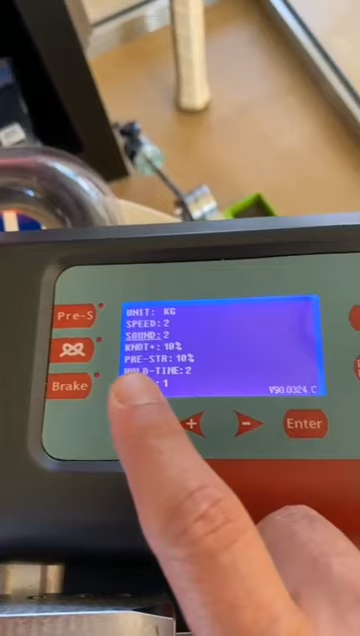 Pre-S
Brake
UNIT: KG
SPEED:2
SOUND:2
KNOT+:10%
PRE-STR:10%
HOLD-TIME:2
:1
V90.0324.C
+
-
Enter